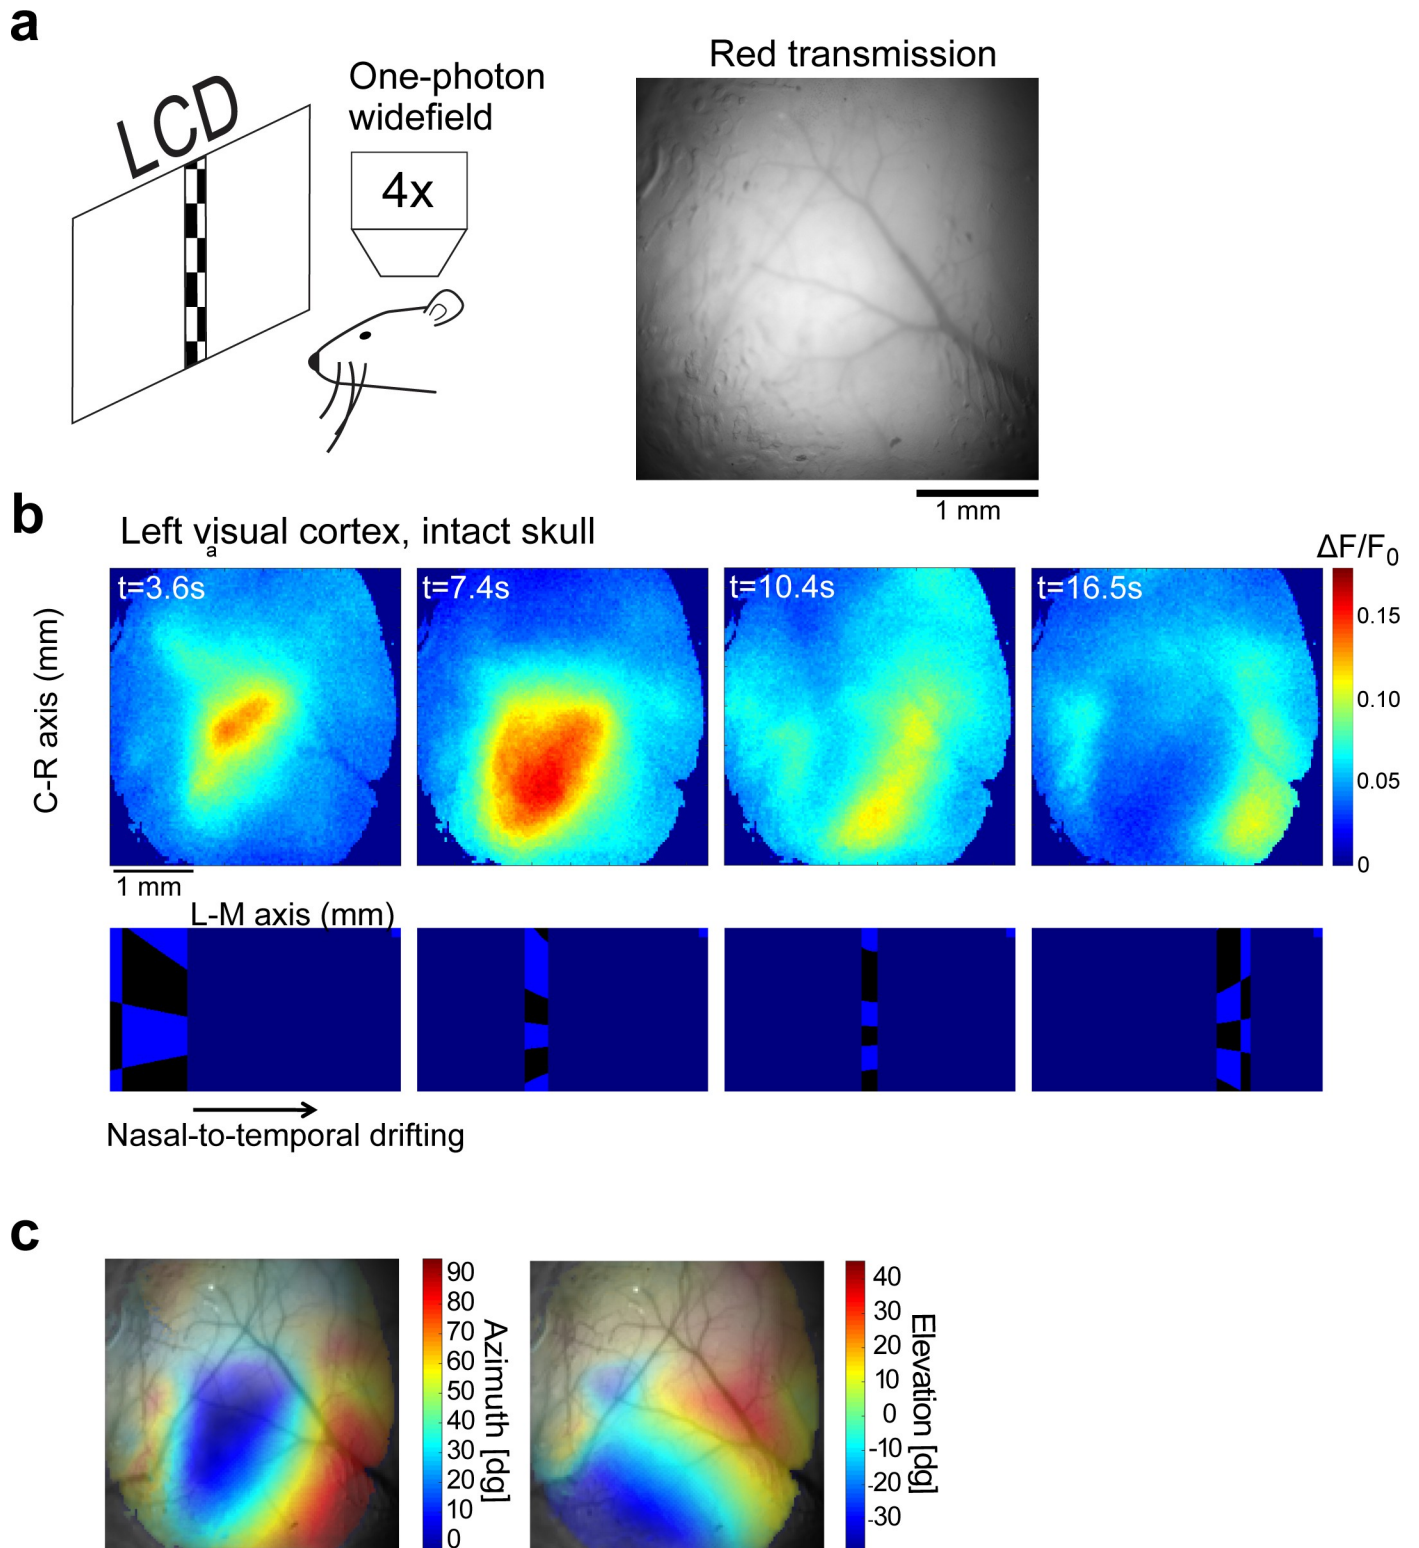 a
LCD
One-photon
widefield
4x
Red transmission
1 mm
b
Left visual cortex, intact skull
a
ΔF/F0
t=3.6s
t=7.4s
t=10.4s
t=16.5s
C-R axis (mm)
0.15
0.10
0.05
0
1 mm
L-M axis (mm)
Nasal-to-temporal drifting
c
90
80
70
60
50
40
30
20
10
0
Azimuth [dg]
40
30
20
10
0
-10
-20
-30
Elevation [dg]